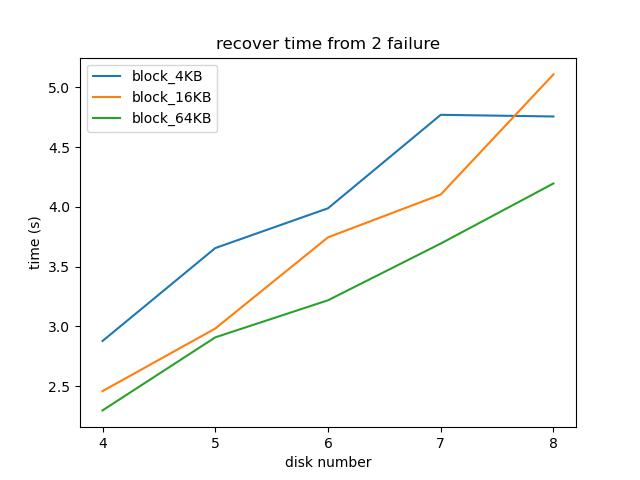 recover time from 2 failure
block_4KB
block_16KB
block_64KB
time (s)
5.0
4.5
4.0
3.5
3.0
2.5
4 5 6 7 8
disk number